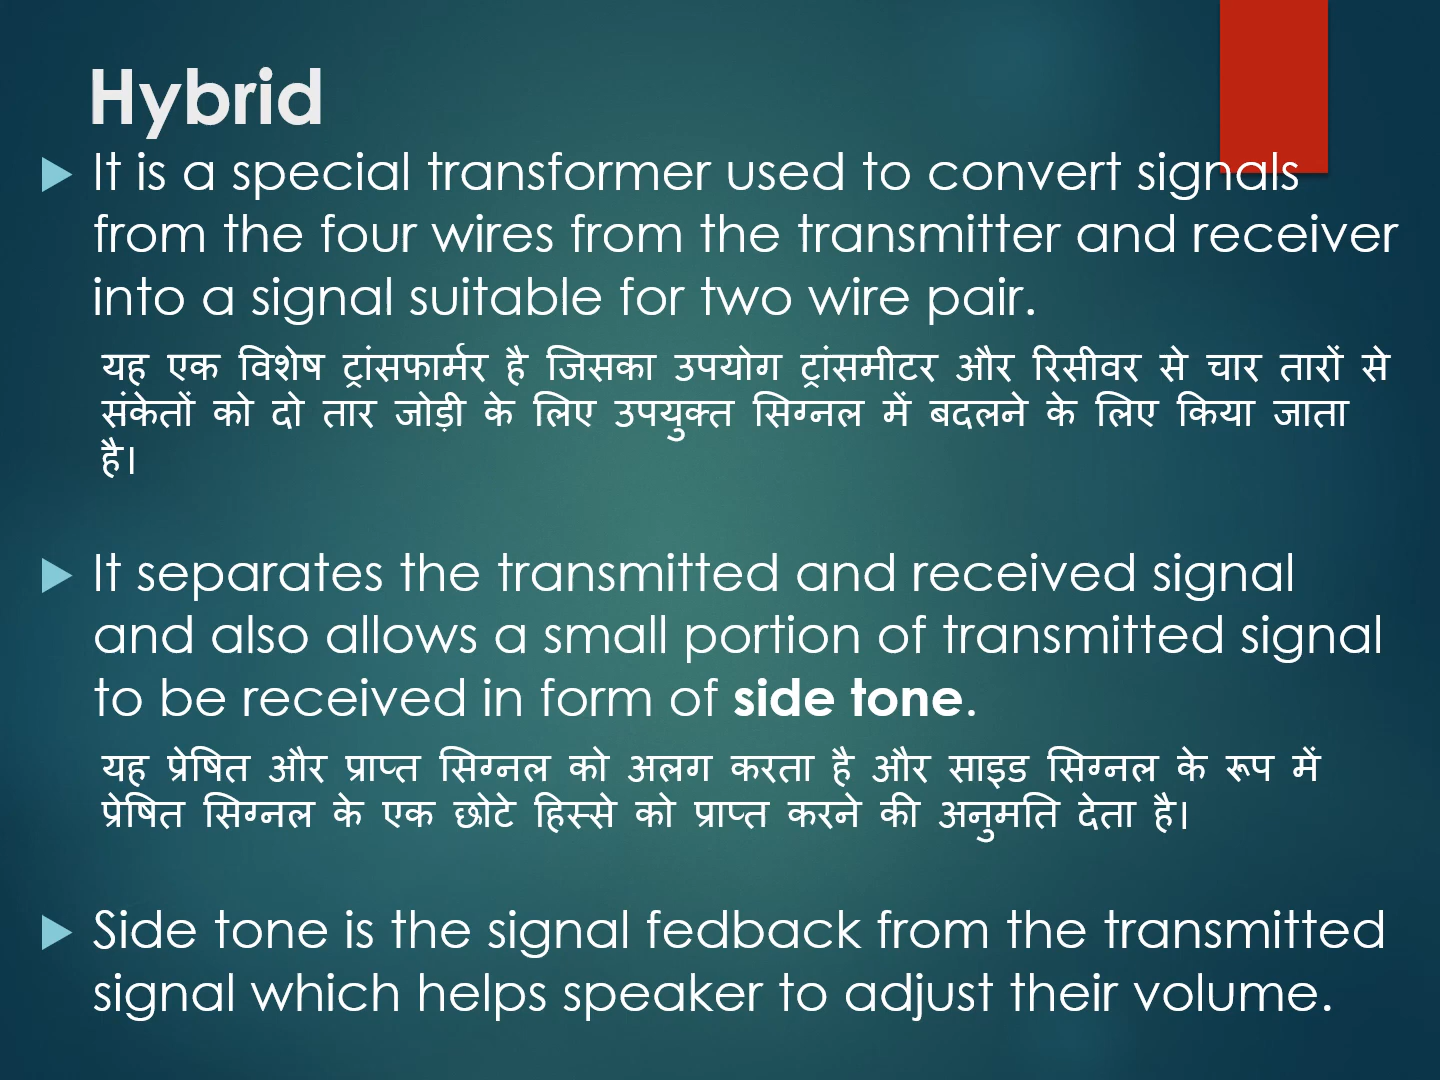 Hybrid
It is a special transformer used to convert signals
from the four wires from the transmitter and receiver
into a signal suitable for two wire pair.
यह एक विशेष ट्रांसफार्मर है जिसका उपयोग ट्रांसमीटर और रिसीवर से चार तारों से
संकेतों को दो तार जोड़ी के लिए उपयुक्त सिग्नल में बदलने के लिए किया जाता
है।
It separates the transmitted and received signal
and also allows a small portion of transmitted signal
to be received in form of side tone.
यह प्रेषित और प्राप्त सिग्नल को अलग करता है और साइड सिग्नल के रूप में
प्रेषित सिग्नल के एक छोटे हिस्से को प्राप्त करने की अनुमति देता है।
Side tone is the signal fedback from the transmitted
signal which helps speaker to adjust their volume.